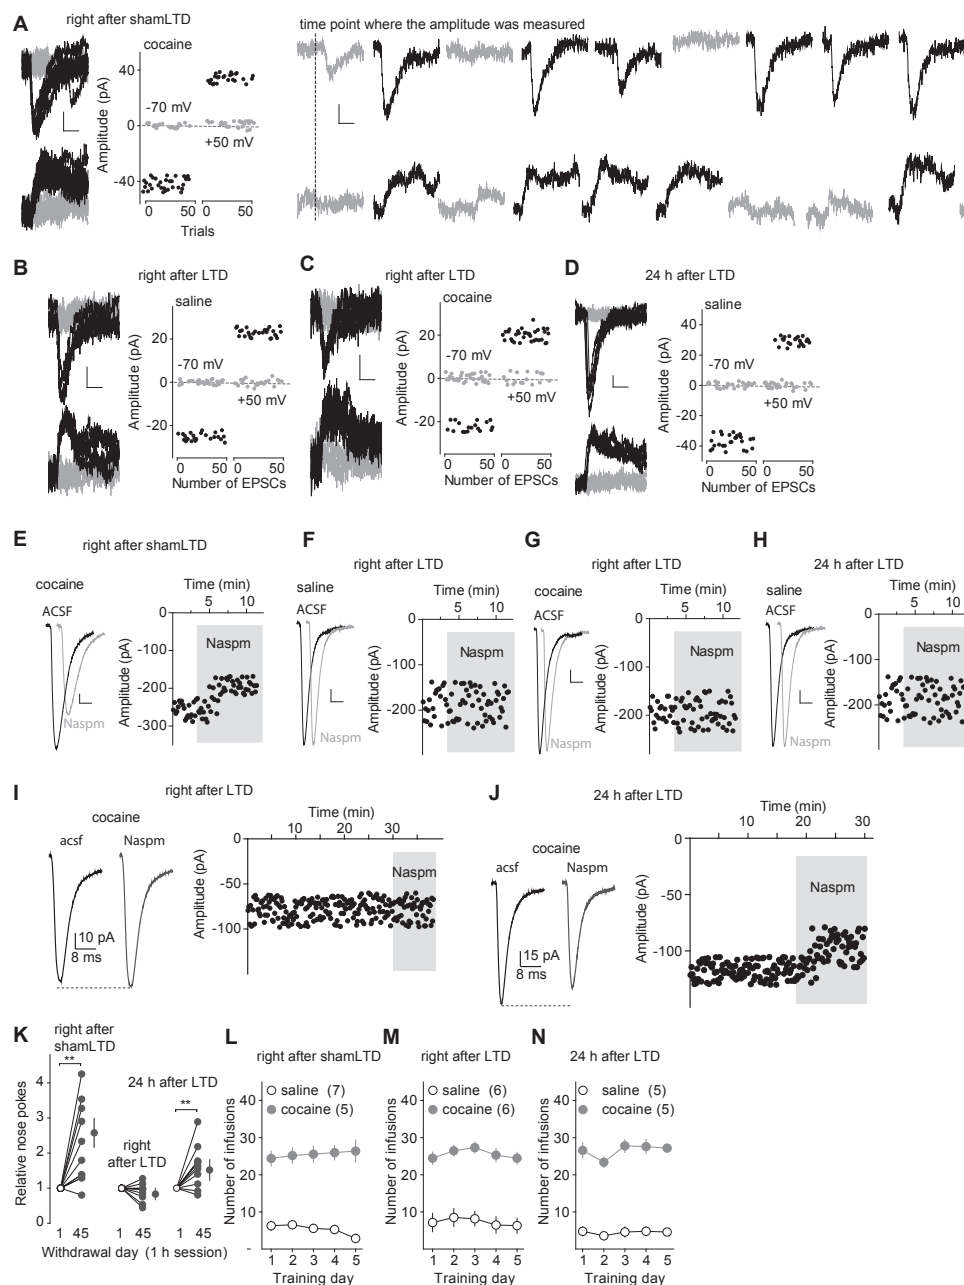 A
right after shamLTD
time point where the amplitude was measured
cocaine
40
-70 mV
0
+50 mV
-40
Amplitude (pA)
0 50 0 50
Trials
B
right after LTD
saline
20
-70 mV
0
+50 mV
-20
Amplitude (pA)
0 50 0 50
Number of EPSCs
C
right after LTD
cocaine
20
-70 mV
0
+50 mV
-20
Amplitude (pA)
0 50 0 50
Number of EPSCs
D
24 h after LTD
saline
40
20
-70 mV
0
+50 mV
-20
-40
Amplitude (pA)
0 50 0 50
Number of EPSCs
E
right after shamLTD
cocaine
ACSF
Naspm
Time (min)
5 10
0
-100
-200
-300
Amplitude (pA)
Naspm
F
right after LTD
saline
ACSF
Naspm
Time (min)
5 10
0
-100
-200
Amplitude (pA)
Naspm
G
right after LTD
cocaine
ACSF
Naspm
Time (min)
5 10
0
-100
-200
Amplitude (pA)
Naspm
H
24 h after LTD
saline
ACSF
Naspm
Time (min)
5 10
0
-100
-200
Amplitude (pA)
Naspm
I
right after LTD
cocaine
acsf Naspm
10 pA
8 ms
Time (min)
10 20 30
0
-50
-100
Amplitude (pA)
Naspm
J
24 h after LTD
cocaine
acsf Naspm
15 pA
8 ms
Time (min)
10 20 30
0
-50
-100
Amplitude (pA)
Naspm
K
right after
shamLTD
**
24 h after LTD
**
right
after LTD
4
3
2
1
0
Relative nose pokes
1 45 1 45 1 45
Withdrawal day (1 h session)
L
right after shamLTD
saline (7)
cocaine (5)
40
30
20
10
Number of infusions
1 2 3 4 5
Training day
M
right after LTD
saline (6)
cocaine (6)
40
30
20
10
Number of infusions
1 2 3 4 5
Training day
N
24 h after LTD
saline (5)
cocaine (5)
40
30
20
10
0
Number of infusions
1 2 3 4 5
Training day